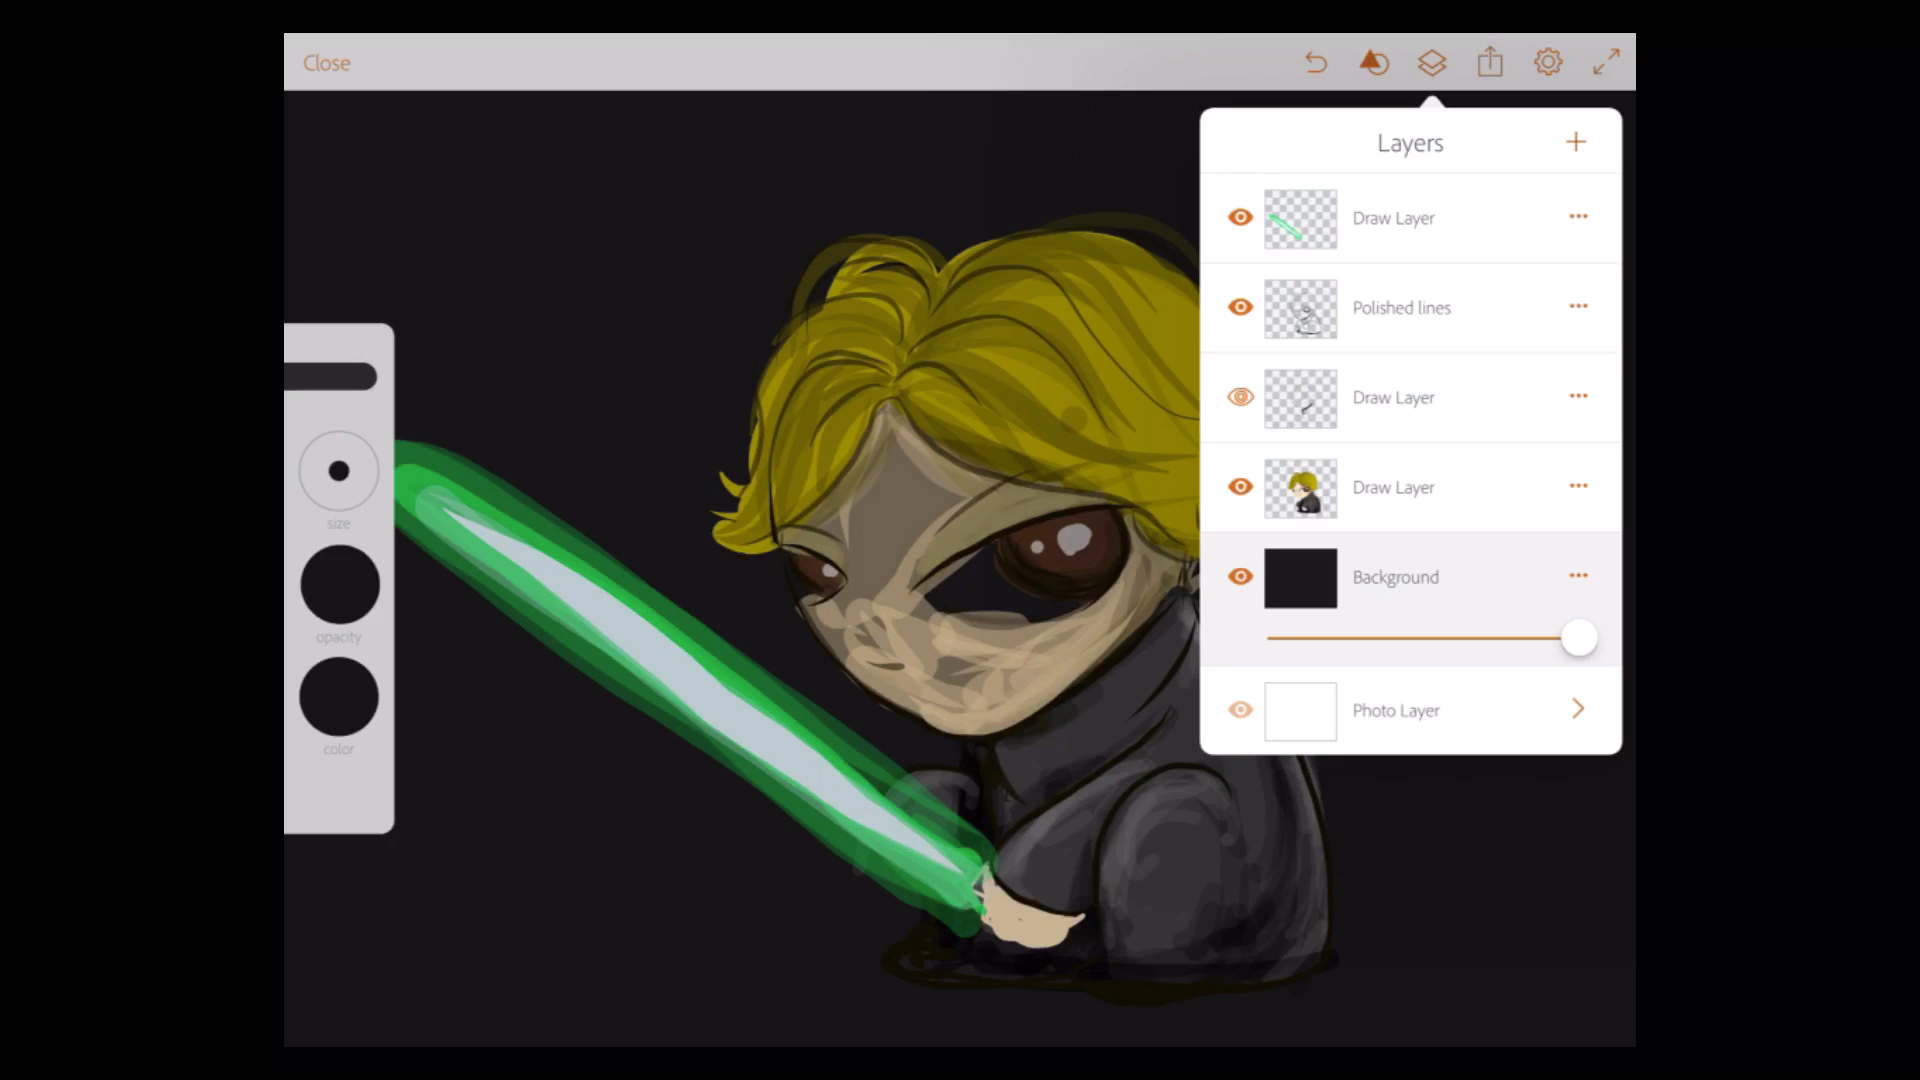 Close
Layers
Draw Layer
Polished lines
Draw Layer
Draw Layer
Background
Photo Layer
size
opacity
color